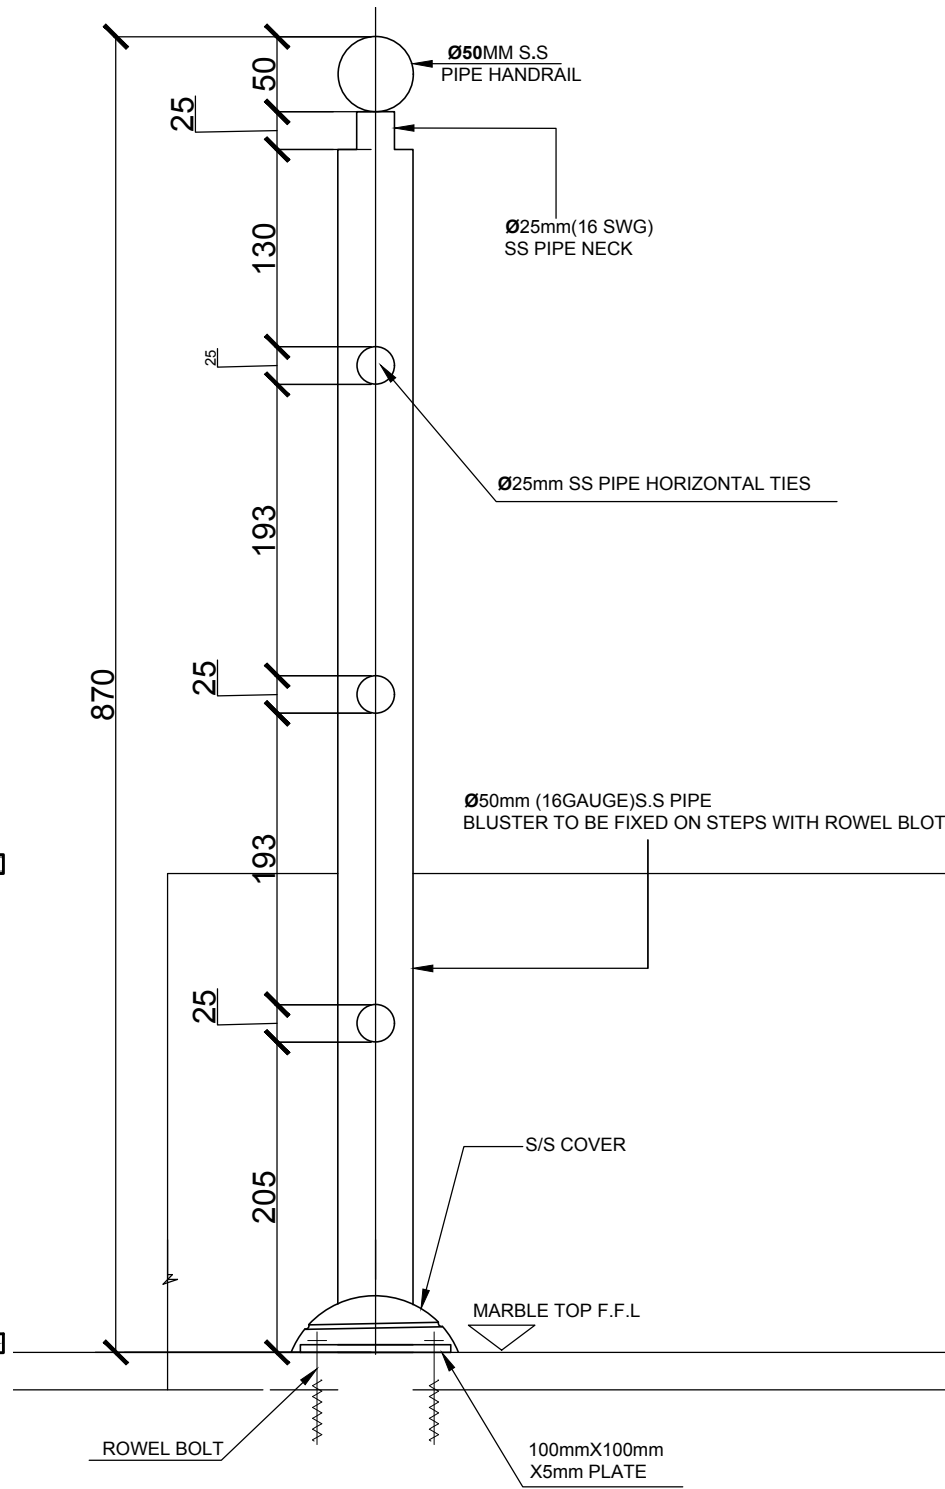 Ø50MM S.S
PIPE HANDRAIL
50
25
Ø25mm(16 SWG)
SS PIPE NECK
130
25
Ø25mm SS PIPE HORIZONTAL TIES
193
25
870
Ø50mm (16GAUGE)S.S PIPE
BLUSTER TO BE FIXED ON STEPS WITH ROWEL BLOT
193
25
S/S COVER
205
MARBLE TOP F.F.L
ROWEL BOLT
100mmX100mm
X5mm PLATE